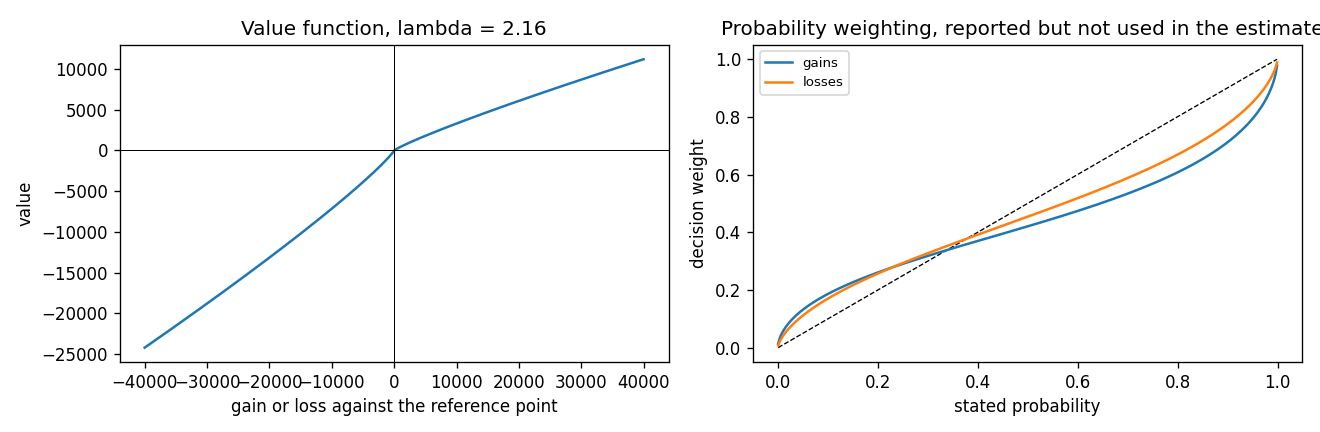 Value function, lambda = 2.16
value
10000
5000
0
−5000
−10000
−15000
−20000
−25000
−40000 −30000 −20000 −10000 0 10000 20000 30000 40000
gain or loss against the reference point
Probability weighting, reported but not used in the estimate
gains
losses
decision weight
1.0
0.8
0.6
0.4
0.2
0.0
0.0 0.2 0.4 0.6 0.8 1.0
stated probability